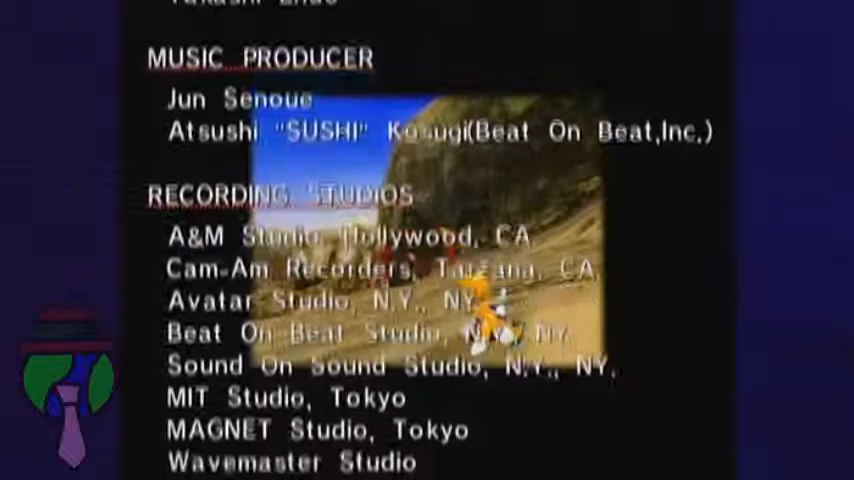 Takashi Endo
MUSIC PRODUCER
Jun Senoue
Atsushi "SUSHI" Kosugi(Beat On Beat,Inc.)
RECORDING STUDIOS
A&M Studio, Hollywood, CA
Cam-Am Recorders, Tarzana, CA
Avatar Studio, N.Y., NY
Beat On Beat Studio, N.Y., NY
Sound On Sound Studio, N.Y., NY.
MIT Studio, Tokyo
MAGNET Studio, Tokyo
Wavemaster Studio